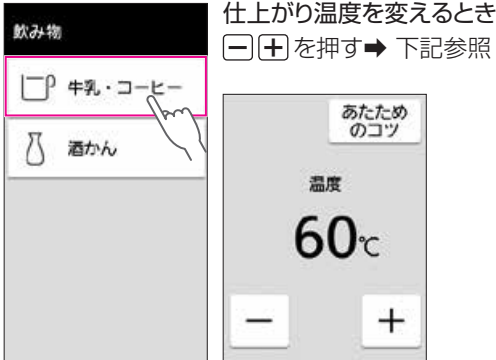 飲み物
牛乳・コーヒー
酒かん
仕上がり温度を変えるとき
−+を押す➡ 下記参照
あたため
のコツ
温度
60℃
− +